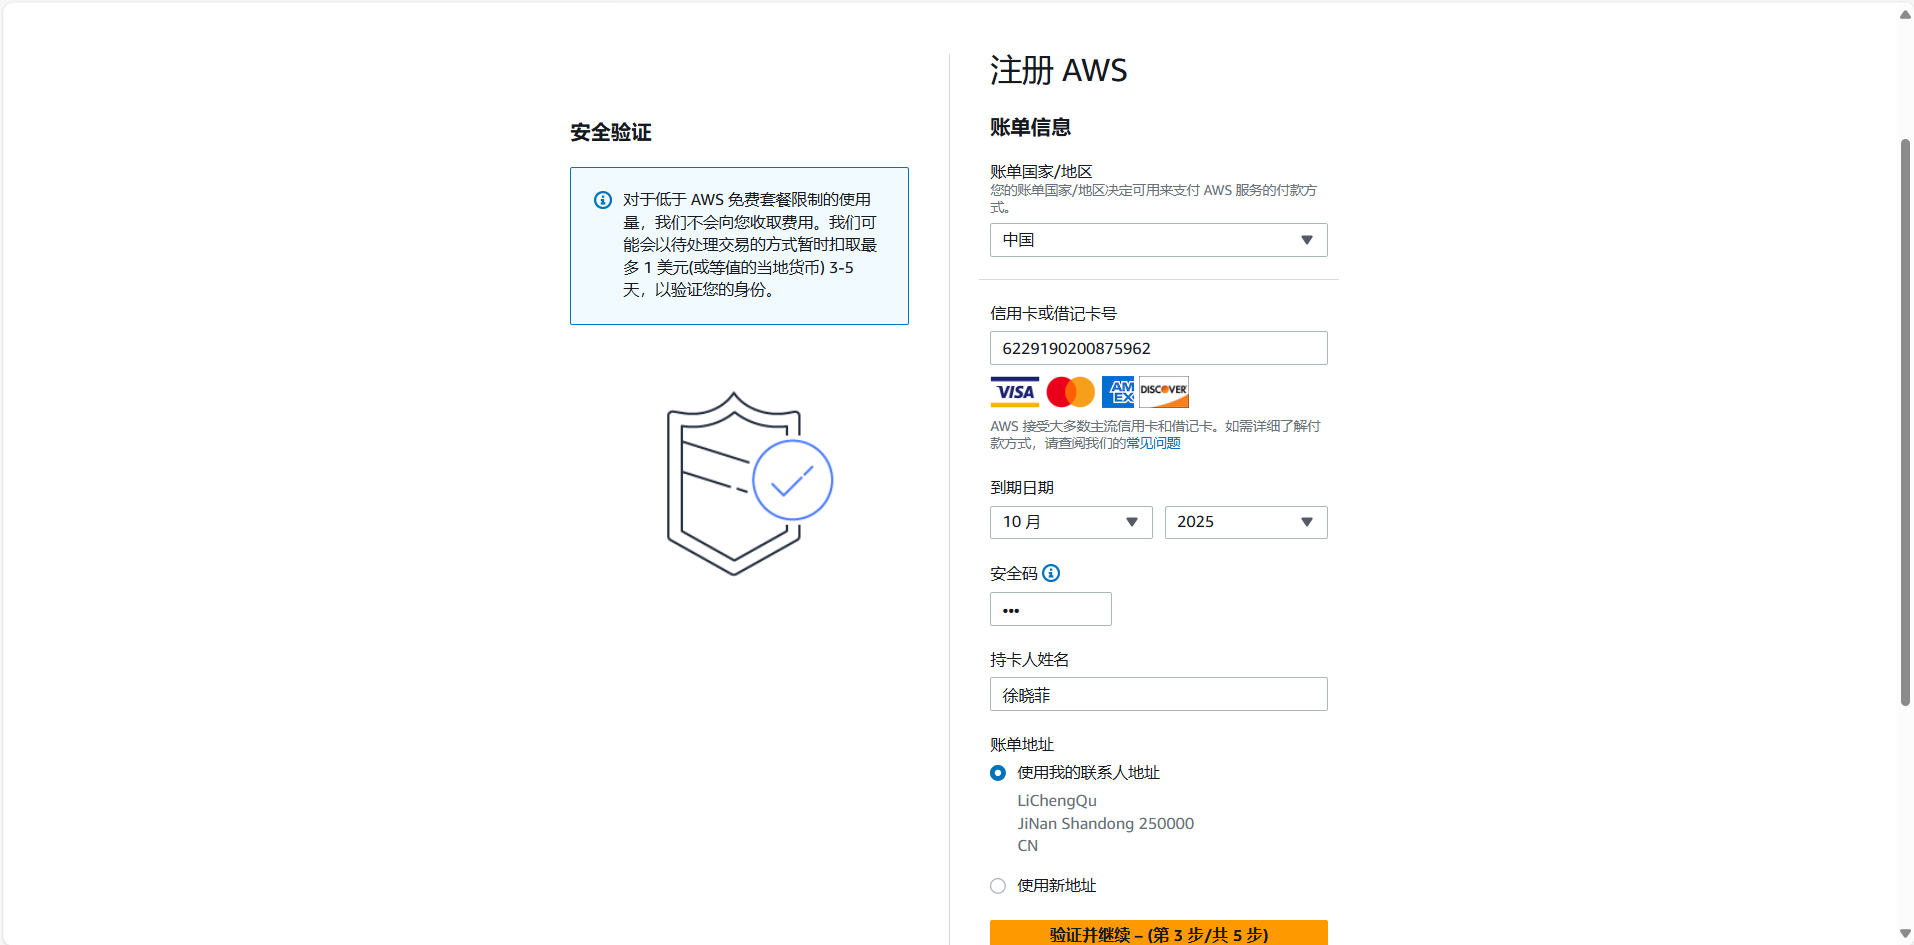 安全验证
对于低于 AWS 免费套餐限制的使用
量，我们不会向您收取费用。我们可
能会以待处理交易的方式暂时扣取最
多 1 美元(或等值的当地货币) 3-5
天，以验证您的身份。
注册 AWS
账单信息
账单国家/地区
您的账单国家/地区决定可用来支付 AWS 服务的付款方
式。
中国
信用卡或借记卡号
6229190200875962
VISA AMEX DISCOVER
AWS 接受大多数主流信用卡和借记卡。如需详细了解付
款方式，请查阅我们的常见问题
到期日期
10 月 2025
安全码
•••
持卡人姓名
徐晓菲
账单地址
使用我的联系人地址
LiChengQu
JiNan Shandong 250000
CN
使用新地址
验证并继续 – (第 3 步/共 5 步)